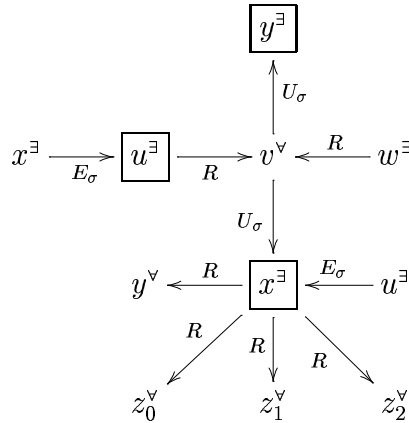 y^∃
U_σ
x^∃ E_σ u^∃ R v^∀ R w^∃
U_σ
y^∀ R x^∃ E_σ u^∃
R R R
z_0^∀ z_1^∀ z_2^∀